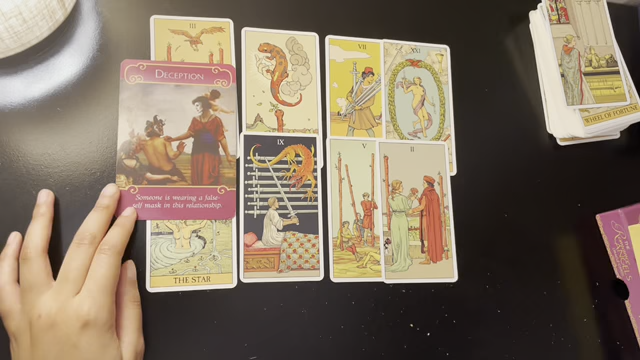 III
DECEPTION
Someone is wearing a false-
self mask in this relationship.
THE STAR
IX
VII
XXI
V
II
WHEEL OF FORTUNE